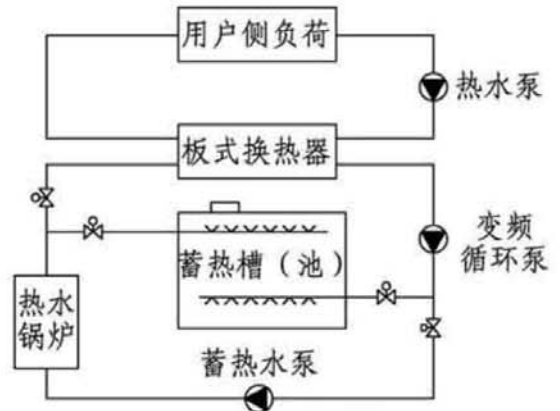 用户侧负荷
热水泵
板式换热器
变频
循环泵
蓄热槽（池）
热水
锅炉
蓄热水泵